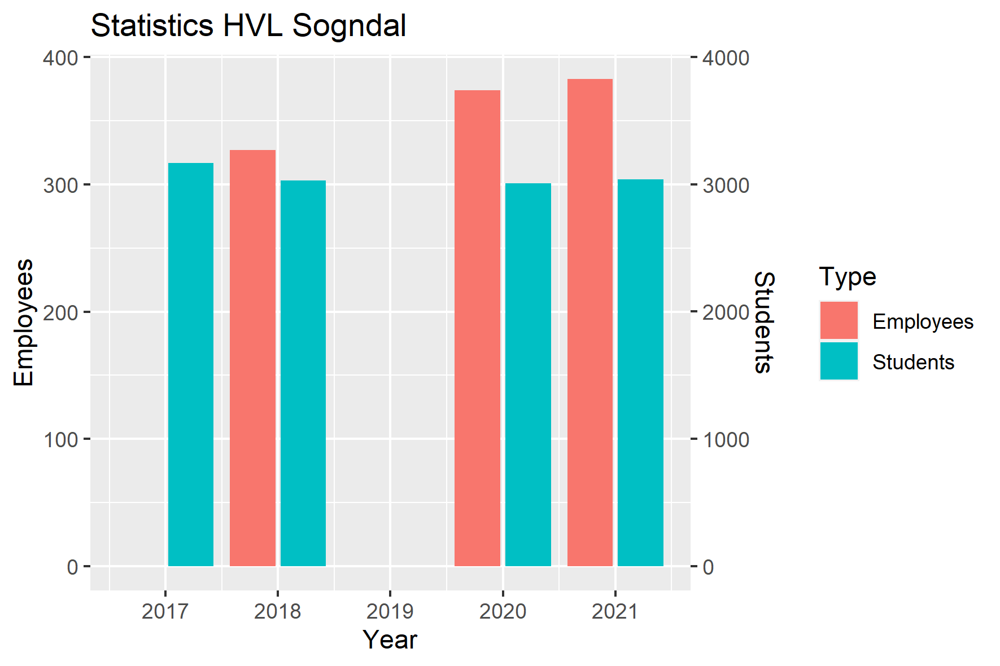 Statistics HVL Sogndal
400
300
200
100
0
Employees
4000
3000
2000
1000
0
Students
2017 2018 2019 2020 2021
Year
Type
Employees
Students